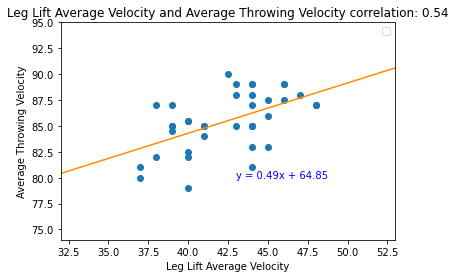 Leg Lift Average Velocity and Average Throwing Velocity correlation: 0.54
95.0
92.5
90.0
87.5
85.0
82.5
80.0
77.5
75.0
Average Throwing Velocity
y = 0.49x + 64.85
32.5 35.0 37.5 40.0 42.5 45.0 47.5 50.0 52.5
Leg Lift Average Velocity